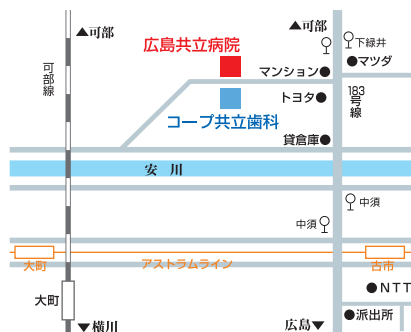 ▲可部
▲可部
広島共立病院
下緑井
マツダ
マンション
可部線
トヨタ
183号線
コープ共立歯科
貸倉庫
安川
中須
中須
アストラムライン
大町
古市
NTT
大町
派出所
▼横川
広島▼